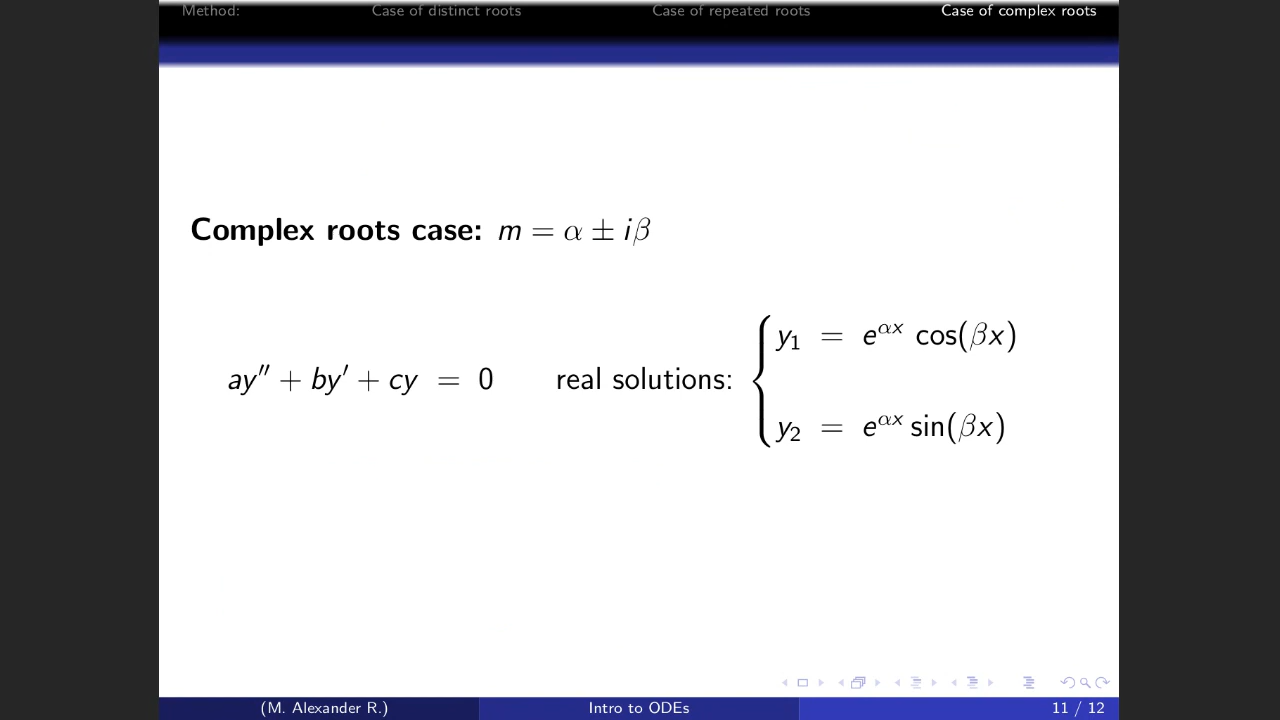 Method: Case of distinct roots Case of repeated roots Case of complex roots
Complex roots case: m = α ± iβ
y₁ = e^{αx} cos(βx)
ay″ + by′ + cy = 0 real solutions:
y₂ = e^{αx} sin(βx)
(M. Alexander R.) Intro to ODEs 11 / 12